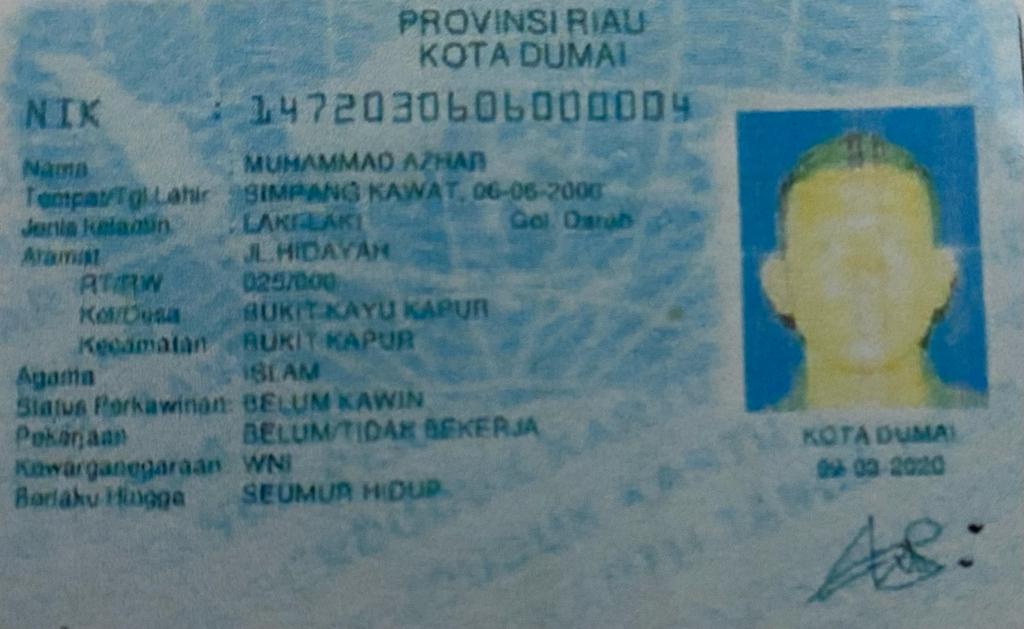 PROVINSI RIAU
KOTA DUMAI
NIK : 1472030606000004
Nama : MUHAMMAD AZHAR
Tempat/Tgl Lahir : SIMPANG KAWAT, 06-06-2000
Jenis Kelamin : LAKI-LAKI Gol. Darah
Alamat JL.HIDAYAH
RT/RW 025/000
Kel/Desa BUKIT KAYU KAPUR
Kecamatan BUKIT KAPUR
Agama : ISLAM
Status Perkawinan: BELUM KAWIN
Pekerjaan BELUM/TIDAK BEKERJA
Kewarganegaraan WNI
Berlaku Hingga SEUMUR HIDUP
KOTA DUMAI
03-2020